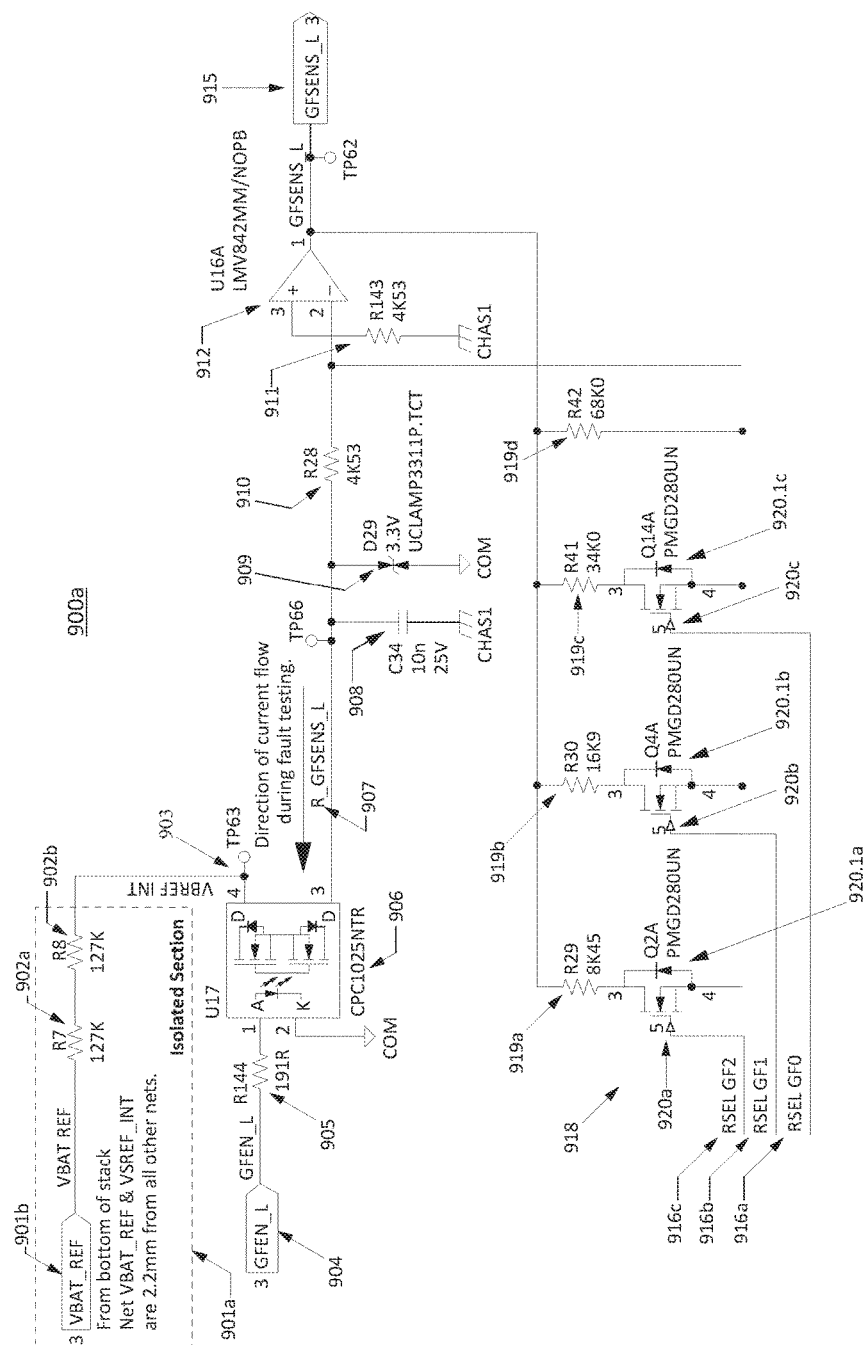 900a
901b
3 VBAT_REF
VBAT REF
From bottom of stack
Net VBAT_REF & VSREF_INT
are 2.2mm from all other nets.
Isolated Section
901a
R7
127K
902a
R8
127K
902b
VBREF INT
903
TP63
3 GFEN_L
904
GFEN_L
R144
191R
905
1
2
COM
U17
A
K
D
D
4
3
CPC1025NTR
906
Direction of current flow
during fault testing.
R_GFSENS_L
907
TP66
908
C34
10n
25V
CHAS1
909
D29
3.3V
UCLAMP3311P.TCT
COM
910
R28
4K53
911
R143
4K53
CHAS1
912
U16A
LMV842MM/NOPB
3
+
2
−
1
GFSENS_L
TP62
GFSENS_L 3
915
916c
916b
916a
RSEL GF2
RSEL GF1
RSEL GF0
918
919a
R29
8K45
3
Q2A
PMGD280UN
5
4
920a
920.1a
919b
R30
16K9
3
Q4A
PMGD280UN
5
4
920b
920.1b
919c
R41
34K0
3
Q14A
PMGD280UN
5
4
920c
920.1c
919d
R42
68K0